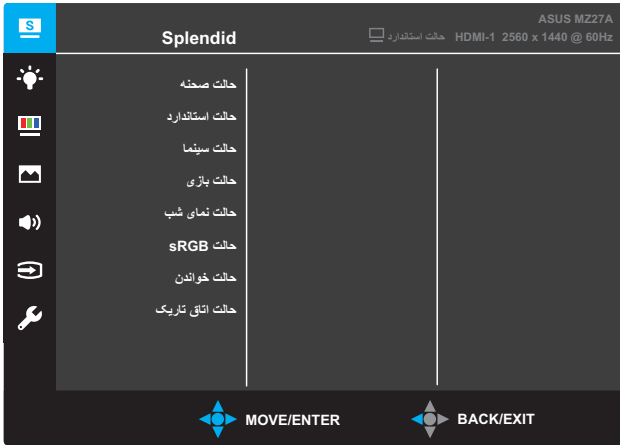 S
Splendid
ASUS MZ27A
حالت استاندارد HDMI-1 2560 x 1440 @ 60Hz
حالت صحنه
حالت استاندارد
حالت سینما
حالت بازی
حالت نمای شب
حالت sRGB
حالت خواندن
حالت اتاق تاریک
MOVE/ENTER
BACK/EXIT